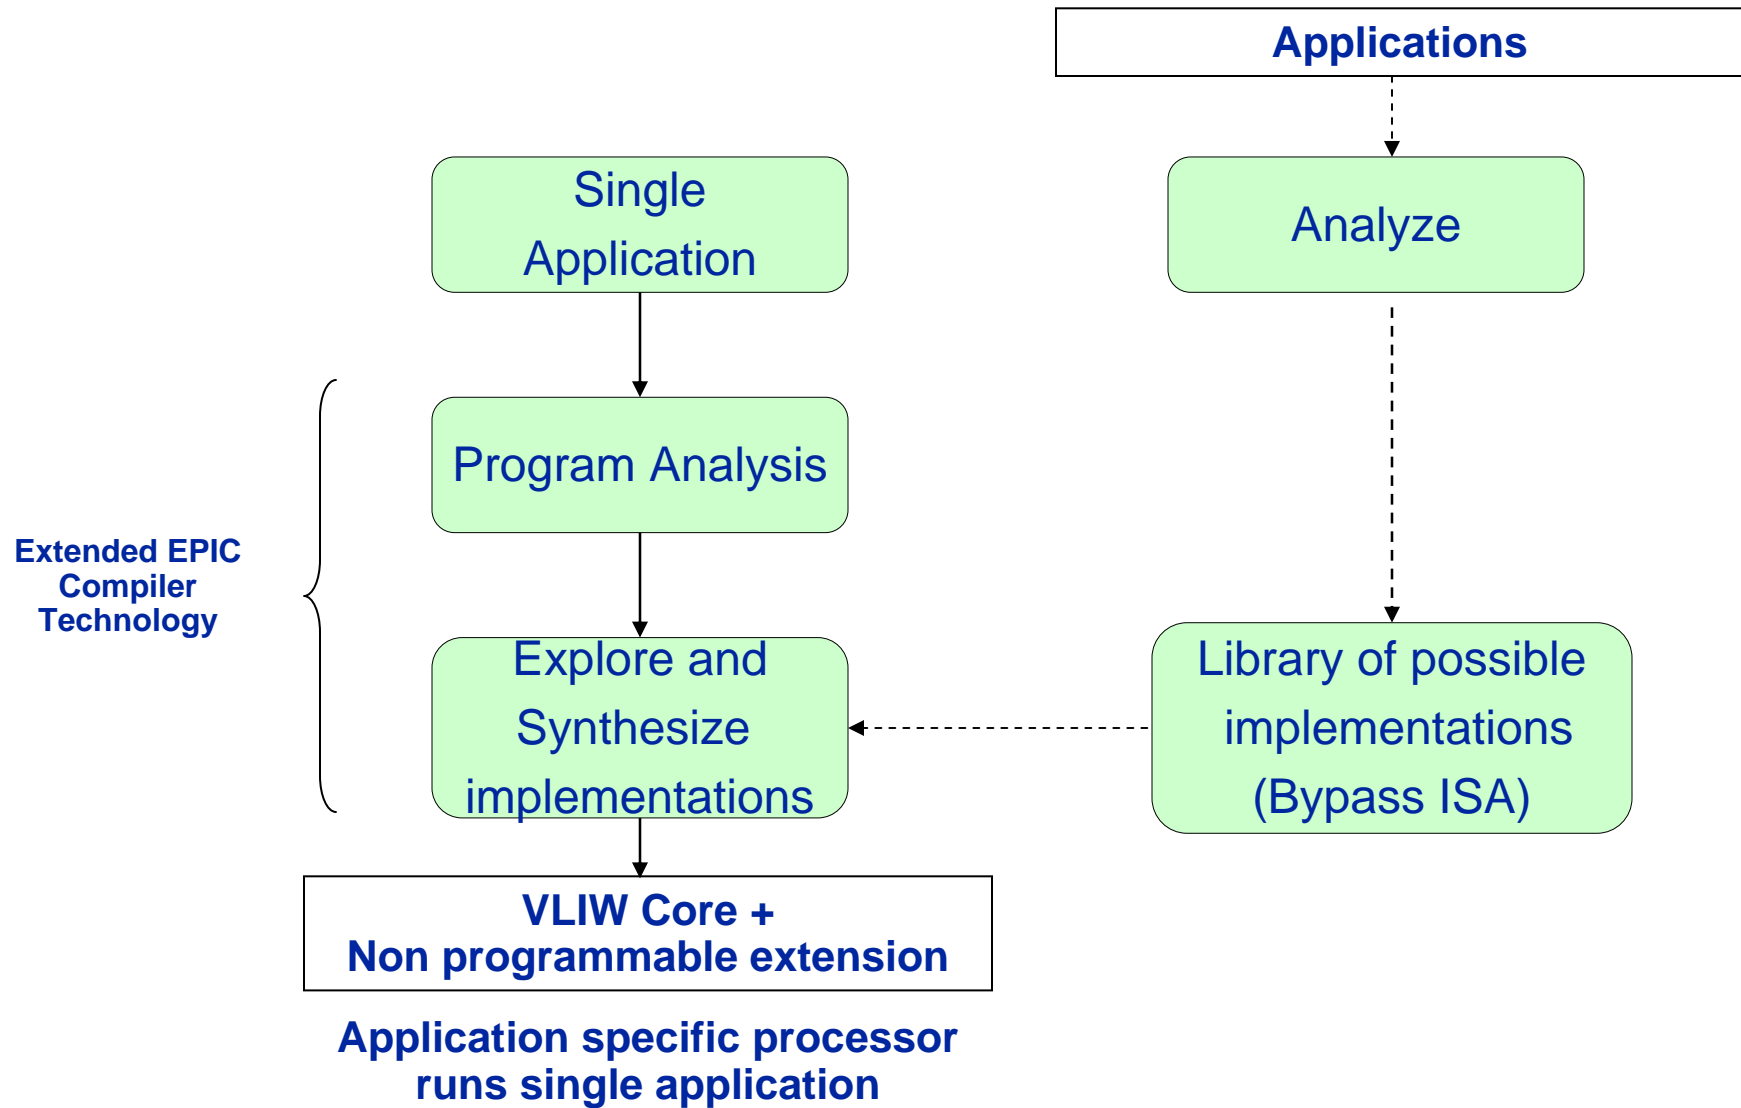 Applications
Single
Application
Analyze
Program Analysis
Extended EPIC
Compiler
Technology
Explore and
Synthesize
implementations
Library of possible
implementations
(Bypass ISA)
VLIW Core +
Non programmable extension
Application specific processor
runs single application